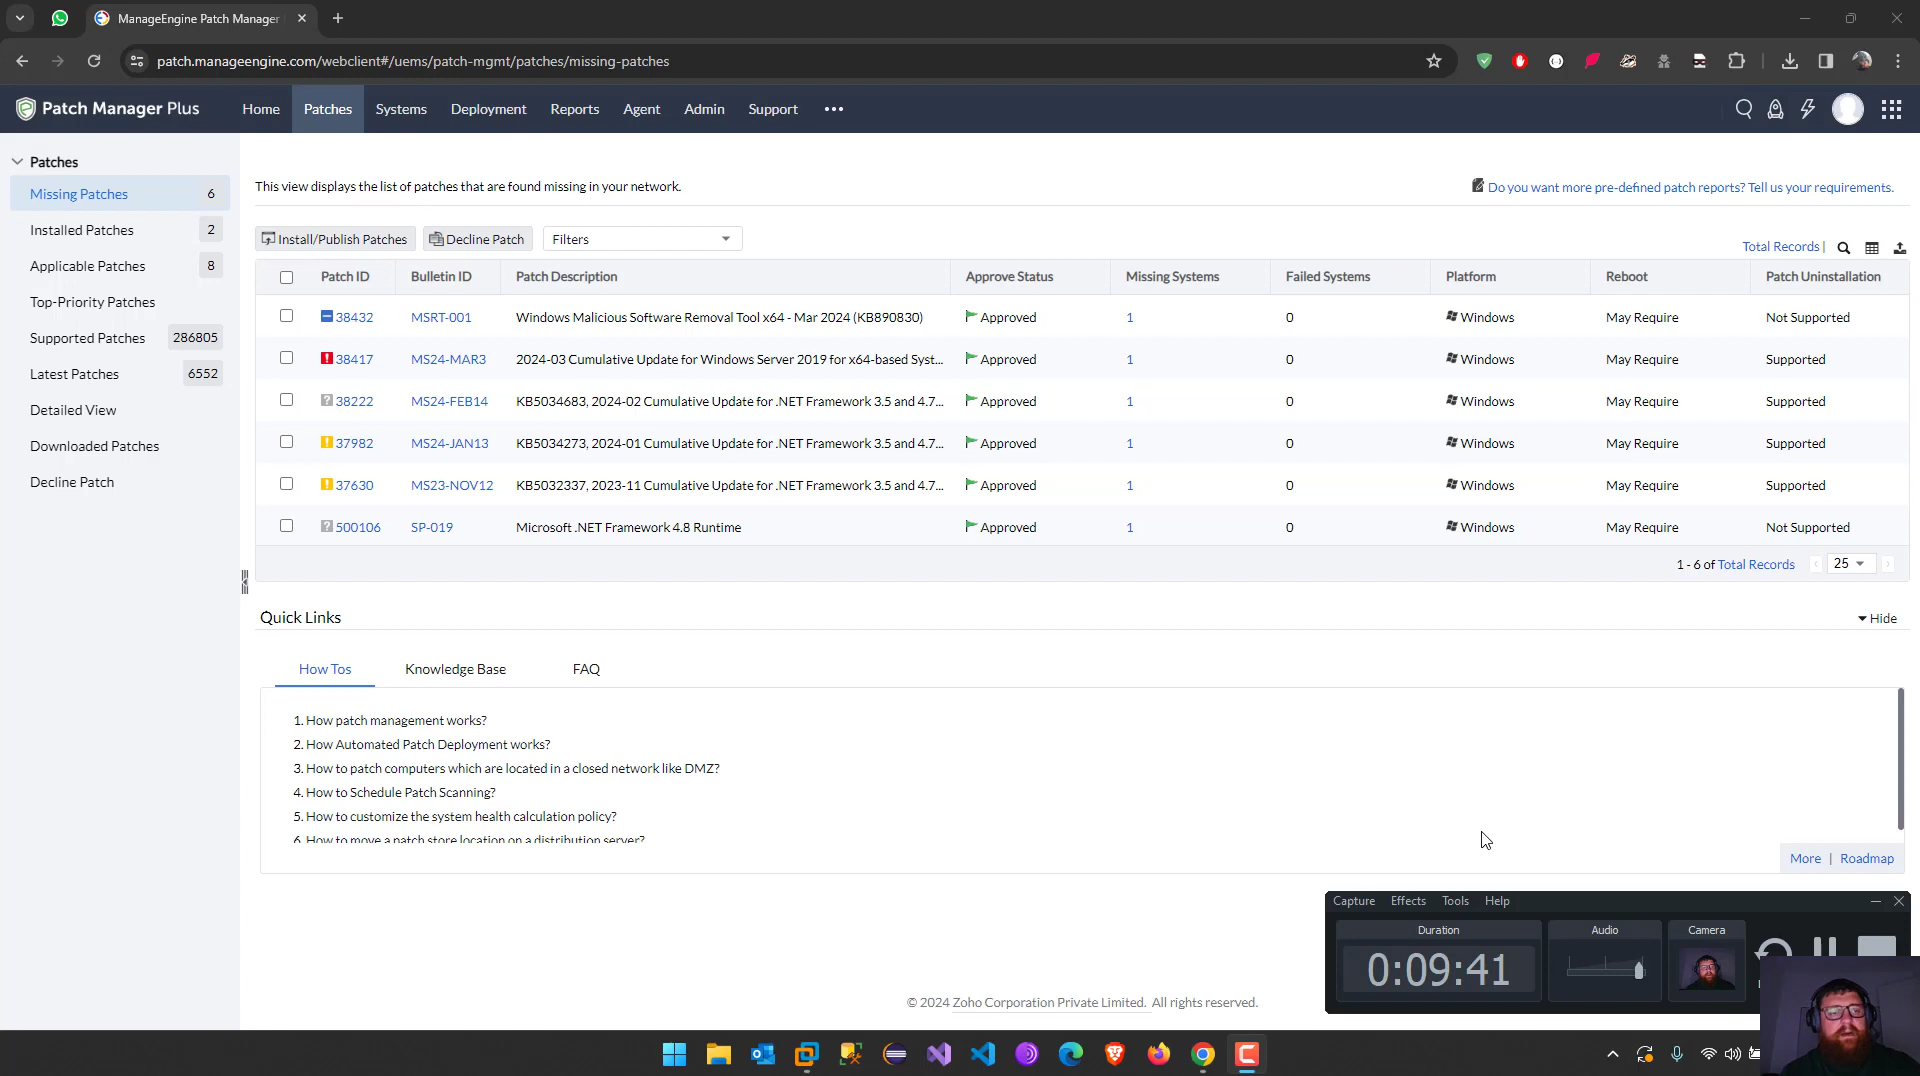 ManageEngine Patch Manager
patch.manageengine.com/webclient#/uems/patch-mgmt/patches/missing-patches
Patch Manager Plus
Home
Patches
Systems
Deployment
Reports
Agent
Admin
Support
Patches
Missing Patches 6
Installed Patches 2
Applicable Patches 8
Top-Priority Patches
Supported Patches 286805
Latest Patches 6552
Detailed View
Downloaded Patches
Decline Patch
This view displays the list of patches that are found missing in your network.
Do you want more pre-defined patch reports? Tell us your requirements.
Install/Publish Patches
Decline Patch
Filters
Total Records |
Patch ID Bulletin ID Patch Description Approve Status Missing Systems Failed Systems Platform Reboot Patch Uninstallation
38432 MSRT-001 Windows Malicious Software Removal Tool x64 - Mar 2024 (KB890830) Approved 1 0 Windows May Require Not Supported
38417 MS24-MAR3 2024-03 Cumulative Update for Windows Server 2019 for x64-based Syst... Approved 1 0 Windows May Require Supported
38222 MS24-FEB14 KB5034683, 2024-02 Cumulative Update for .NET Framework 3.5 and 4.7... Approved 1 0 Windows May Require Supported
37982 MS24-JAN13 KB5034273, 2024-01 Cumulative Update for .NET Framework 3.5 and 4.7... Approved 1 0 Windows May Require Supported
37630 MS23-NOV12 KB5032337, 2023-11 Cumulative Update for .NET Framework 3.5 and 4.7... Approved 1 0 Windows May Require Supported
500106 SP-019 Microsoft .NET Framework 4.8 Runtime Approved 1 0 Windows May Require Not Supported
1 - 6 of Total Records 25
Quick Links
Hide
How Tos
Knowledge Base
FAQ
1. How patch management works?
2. How Automated Patch Deployment works?
3. How to patch computers which are located in a closed network like DMZ?
4. How to Schedule Patch Scanning?
5. How to customize the system health calculation policy?
6. How to move a patch store location on a distribution server?
More | Roadmap
Capture Effects Tools Help
Duration
Audio
Camera
0:09:41
© 2024 Zoho Corporation Private Limited. All rights reserved.